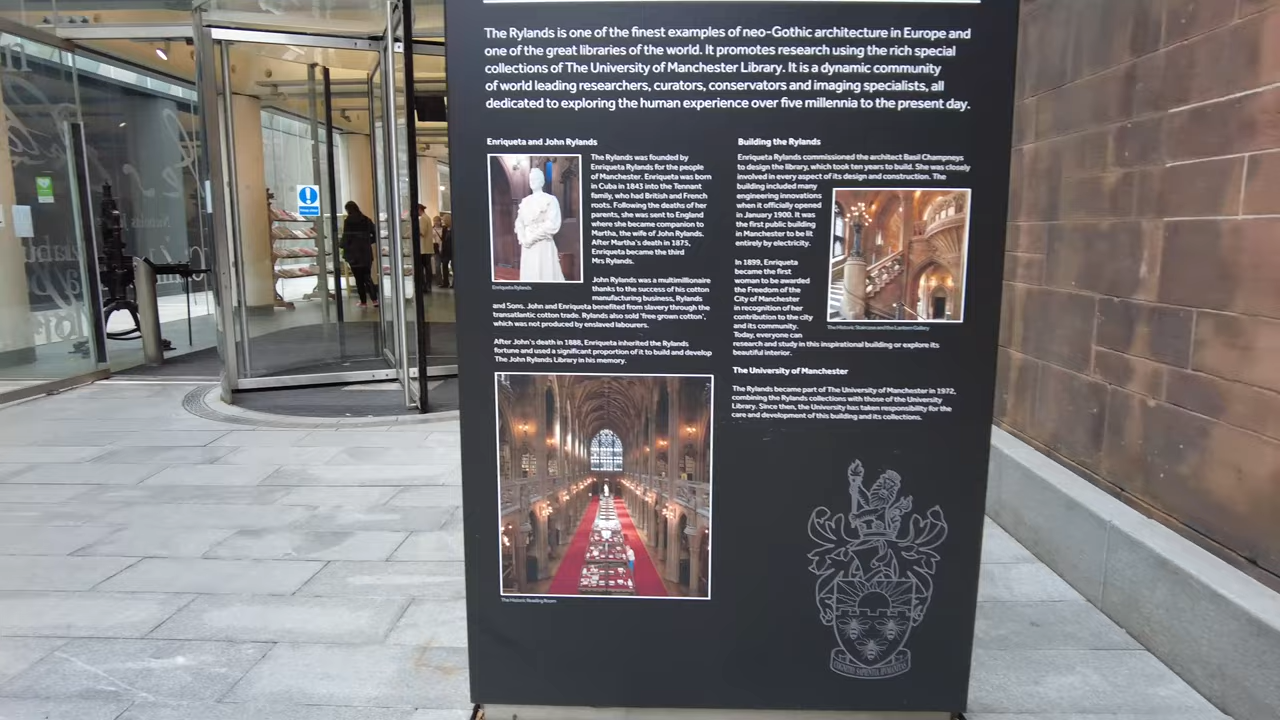 The Rylands is one of the finest examples of neo-Gothic architecture in Europe and
one of the great libraries of the world. It promotes research using the rich special
collections of The University of Manchester Library. It is a dynamic community
of world leading researchers, curators, conservators and imaging specialists, all
dedicated to exploring the human experience over five millennia to the present day.
Enriqueta and John Rylands
The Rylands was founded by
Enriqueta Rylands for the people
of Manchester. Enriqueta was born
in Cuba in 1843 into the Tennant
family, who had British and French
roots. Following the deaths of her
parents, she was sent to England
where she became companion to
Martha, the wife of John Rylands.
After Martha's death in 1875,
Enriqueta became the third
Mrs Rylands.
Enriqueta Rylands
John Rylands was a multimillionaire
thanks to the success of his cotton
manufacturing business, Rylands
and Sons. John and Enriqueta benefited from slavery through the
transatlantic cotton trade. Rylands also sold 'free grown cotton',
which was not produced by enslaved labourers.
After John's death in 1888, Enriqueta inherited the Rylands
fortune and used a significant proportion of it to build and develop
The John Rylands Library in his memory.
The Historic Reading Room
Building the Rylands
Enriqueta Rylands commissioned the architect Basil Champneys
to design the library, which took ten years to build. She was closely
involved in every aspect of its design and construction. The
building included many
engineering innovations
when it officially opened
in January 1900. It was
the first public building
in Manchester to be lit
entirely by electricity.
In 1899, Enriqueta
became the first
woman to be awarded
the Freedom of the
City of Manchester
in recognition of her
contribution to the city
and its community.
Today, everyone can
research and study in this inspirational building or explore its
beautiful interior.
The Historic Staircase and the Lantern Gallery
The University of Manchester
The Rylands became part of The University of Manchester in 1972,
combining the Rylands collections with those of the University
Library. Since then, the University has taken responsibility for the
care and development of this building and its collections.
COGNITIO SAPIENTIA HUMANITAS